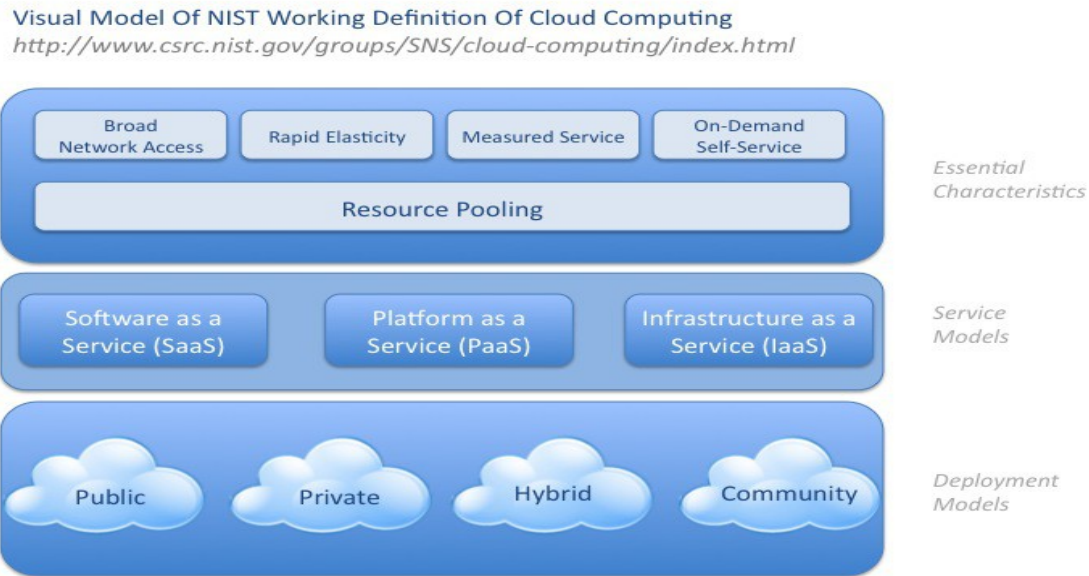 Visual Model Of NIST Working Definition Of Cloud Computing
http://www.csrc.nist.gov/groups/SNS/cloud-computing/index.html
Broad
Network Access
Rapid Elasticity
Measured Service
On-Demand
Self-Service
Resource Pooling
Essential
Characteristics
Software as a
Service (SaaS)
Platform as a
Service (PaaS)
Infrastructure as a
Service (IaaS)
Service
Models
Public
Private
Hybrid
Community
Deployment
Models